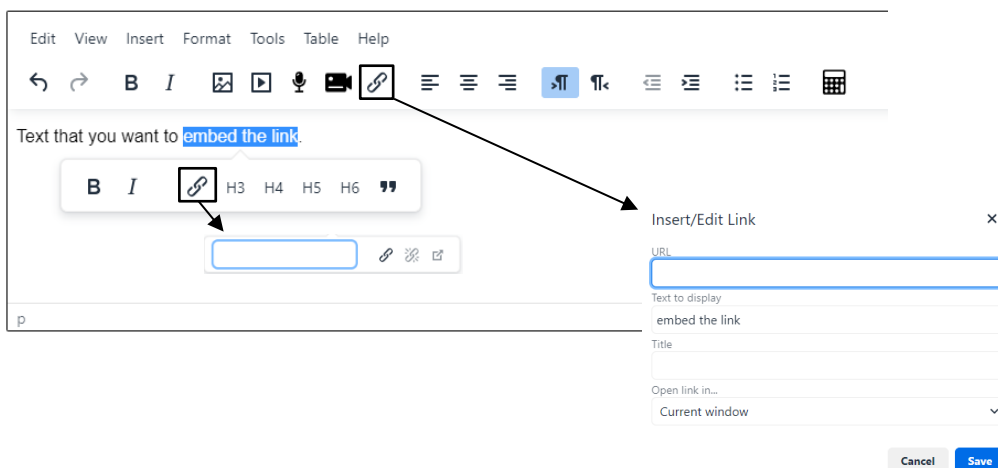 Edit View Insert Format Tools Table Help
B I
Text that you want to embed the link.
B I H3 H4 H5 H6
p
Insert/Edit Link
URL
Text to display
embed the link
Title
Open link in...
Current window
Cancel Save